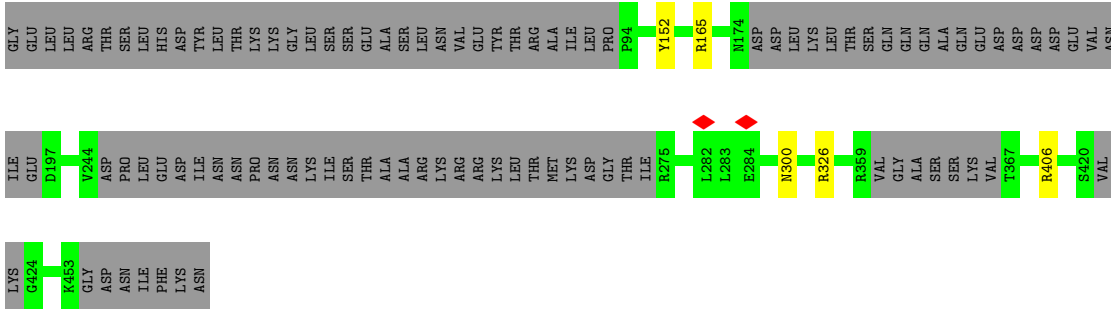 GLY GLU LEU LEU ARG THR SER LEU HIS ASP TYR LEU THR LYS LYS GLY LEU SER SER GLU ALA SER LEU ASN VAL GLU TYR THR ARG ALA ILE LEU PRO P94 Y152 R165 N174 ASP ASP LEU LYS LEU THR SER GLN GLN GLN ALA GLN GLU ASP ASP ASP ASP GLU VAL ASN
ILE GLU D197 V244 ASP PRO LEU GLU ASP ILE ASN ASN PRO ASN ASN LYS ILE SER THR ALA ALA ARG LYS ARG ARG LYS LEU THR MET LYS ASP GLY THR ILE R275 L282 L283 E284 N300 R326 R359 VAL GLY ALA SER SER LYS VAL T367 R406 S420 VAL
LYS G424 K453 GLY ASP ASN ILE PHE LYS ASN